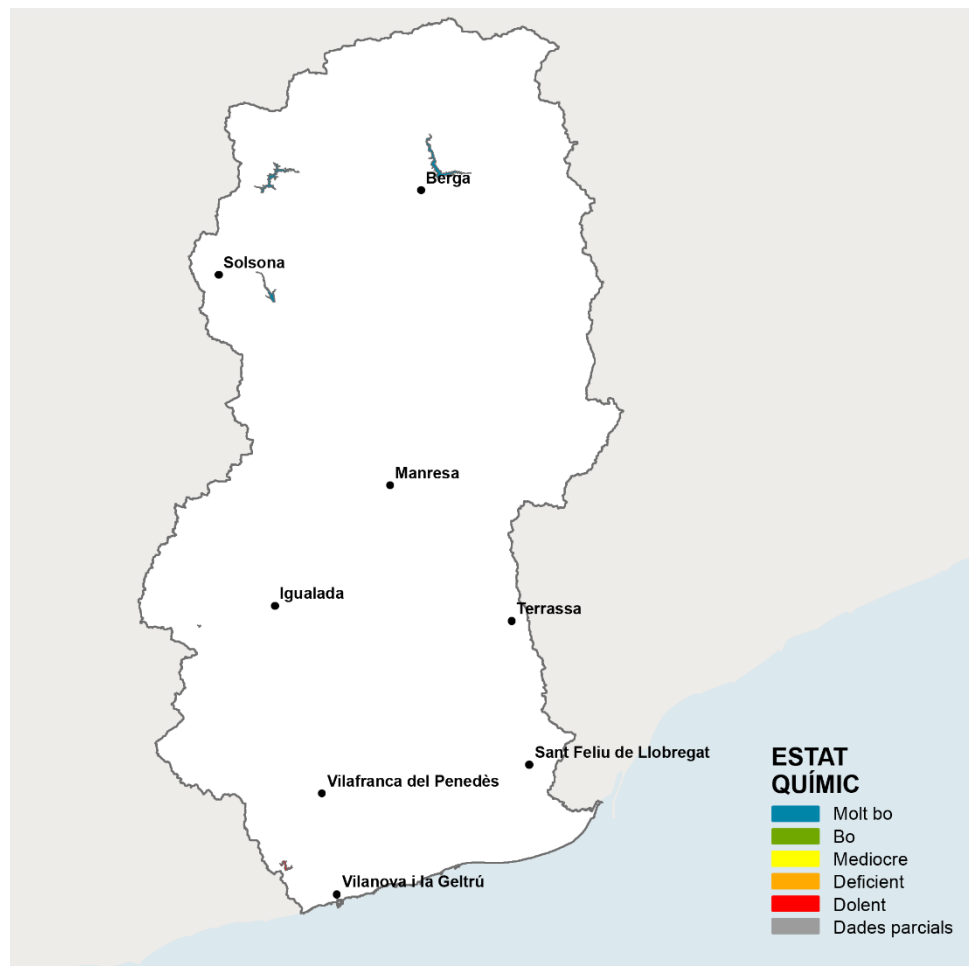 Berga
Solsona
Manresa
Igualada
Terrassa
Sant Feliu de Llobregat
Vilafranca del Penedès
Vilanova i la Geltrú
ESTAT
QUÍMIC
Molt bo
Bo
Mediocre
Deficient
Dolent
Dades parcials